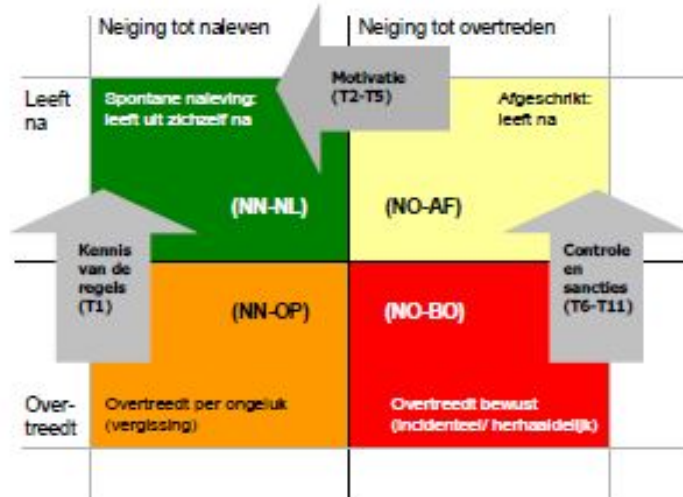 Neiging tot naleven
Neiging tot overtreden
Motivatie
(T2-T5)
Leeft
na
Spontane naleving:
leeft uit zichzelf na
Afgeschrikt:
leeft na
(NN-NL)
(NO-AF)
Kennis
van de
regels
(T1)
Controle
en
sancties
(T6-T11)
(NN-OP)
(NO-BO)
Over-
treedt
Overtreedt per ongeluk
(vergissing)
Overtreedt bewust
(incidenteel/ herhaaldelijk)